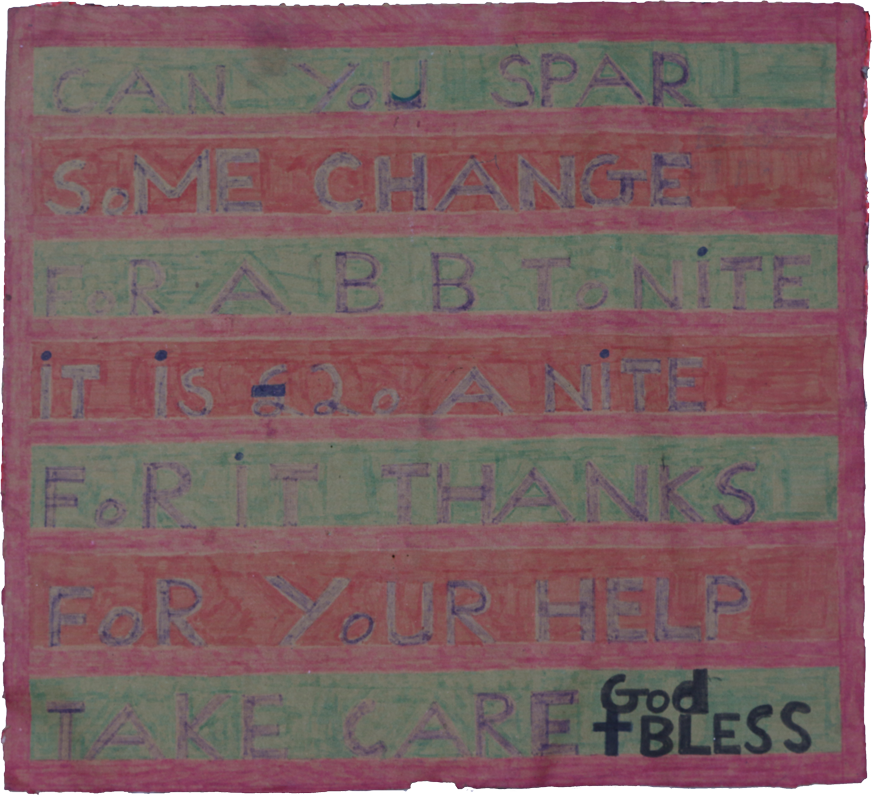 CAN YoU SPAR
SoME CHANGE
FoR A B B ToNiTE
iT iS £20 A NiTE
FoR iT THANKS
FoR YoUR HELP
TAKE CARE God
BLESS